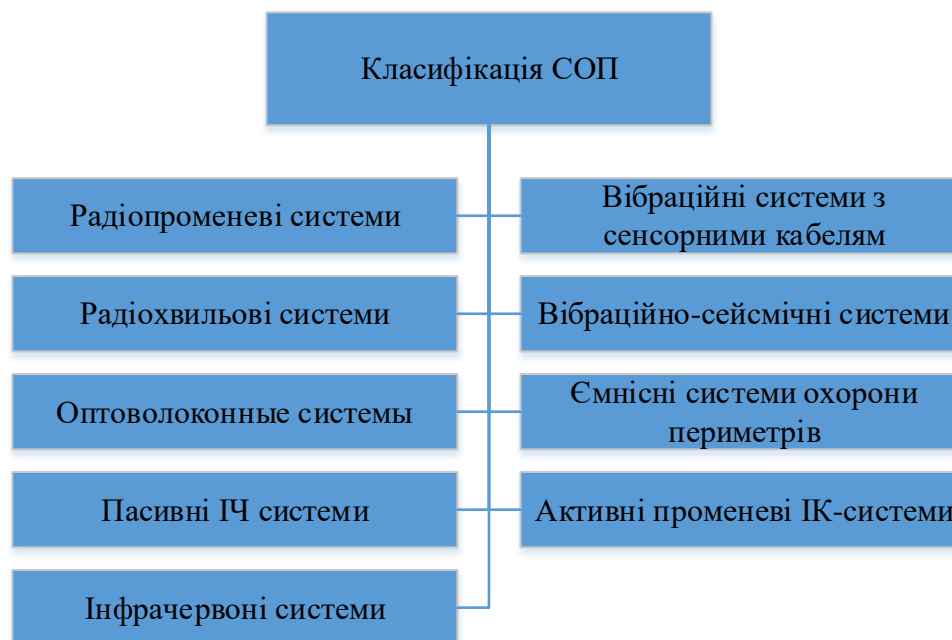 Класифікація СОП
Радіопроменеві системи
Вібраційні системи з
сенсорними кабелям
Радіохвильові системи
Вібраційно-сейсмічні системи
Оптоволоконные системы
Ємнісні системи охорони
периметрів
Пасивні ІЧ системи
Активні променеві ІК-системи
Інфрачервоні системи